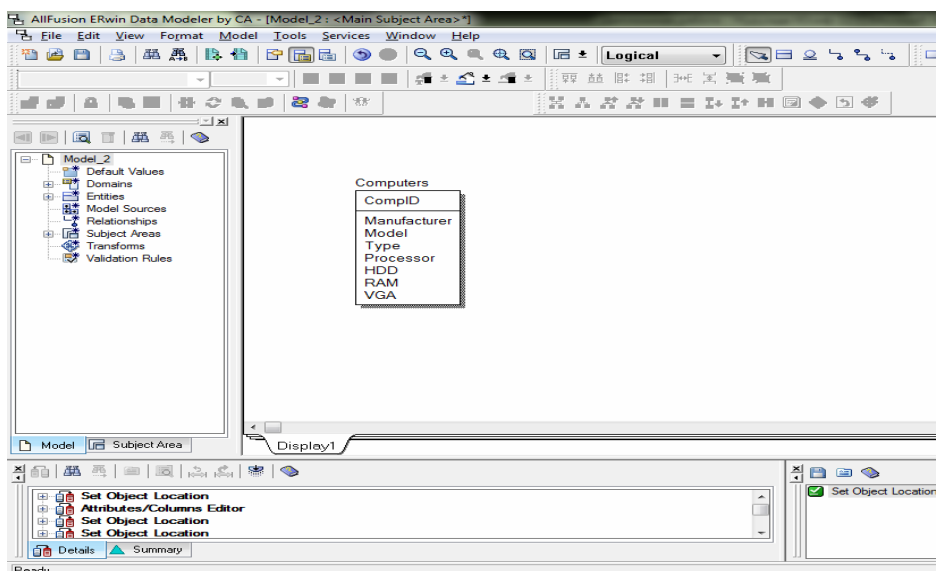 AllFusion ERwin Data Modeler by CA - [Model_2 : <Main Subject Area>*]
File Edit View Format Model Tools Services Window Help
Logical
Model_2
Default Values
Domains
Entities
Model Sources
Relationships
Subject Areas
Transforms
Validation Rules
Model Subject Area
Computers
CompID
Manufacturer
Model
Type
Processor
HDD
RAM
VGA
Display1
Set Object Location
Attributes/Columns Editor
Set Object Location
Set Object Location
Details Summary
Set Object Location
Ready